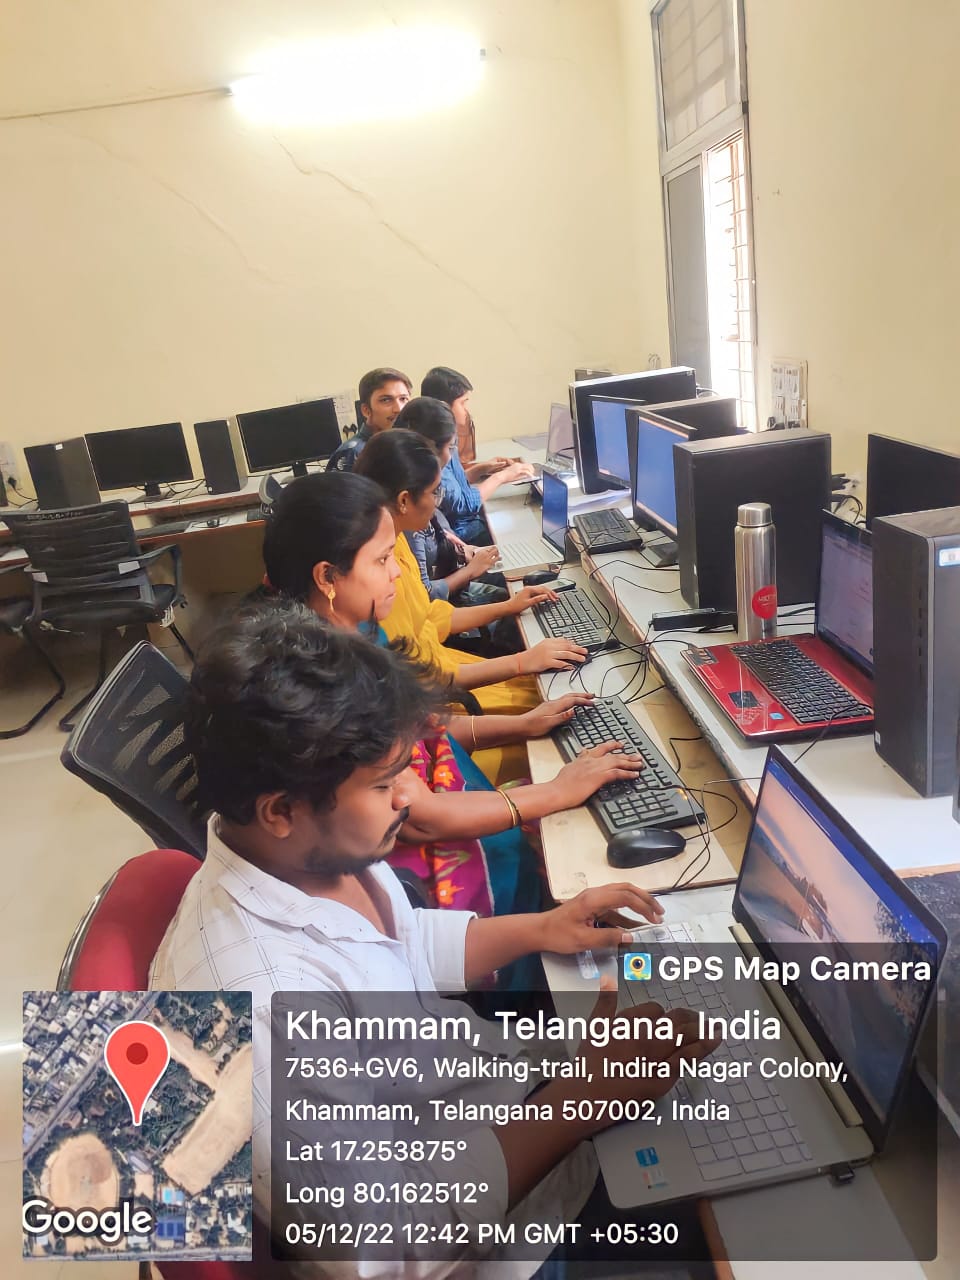 GPS Map Camera
Khammam, Telangana, India
7536+GV6, Walking-trail, Indira Nagar Colony,
Khammam, Telangana 507002, India
Lat 17.253875°
Long 80.162512°
05/12/22 12:42 PM GMT +05:30
Google